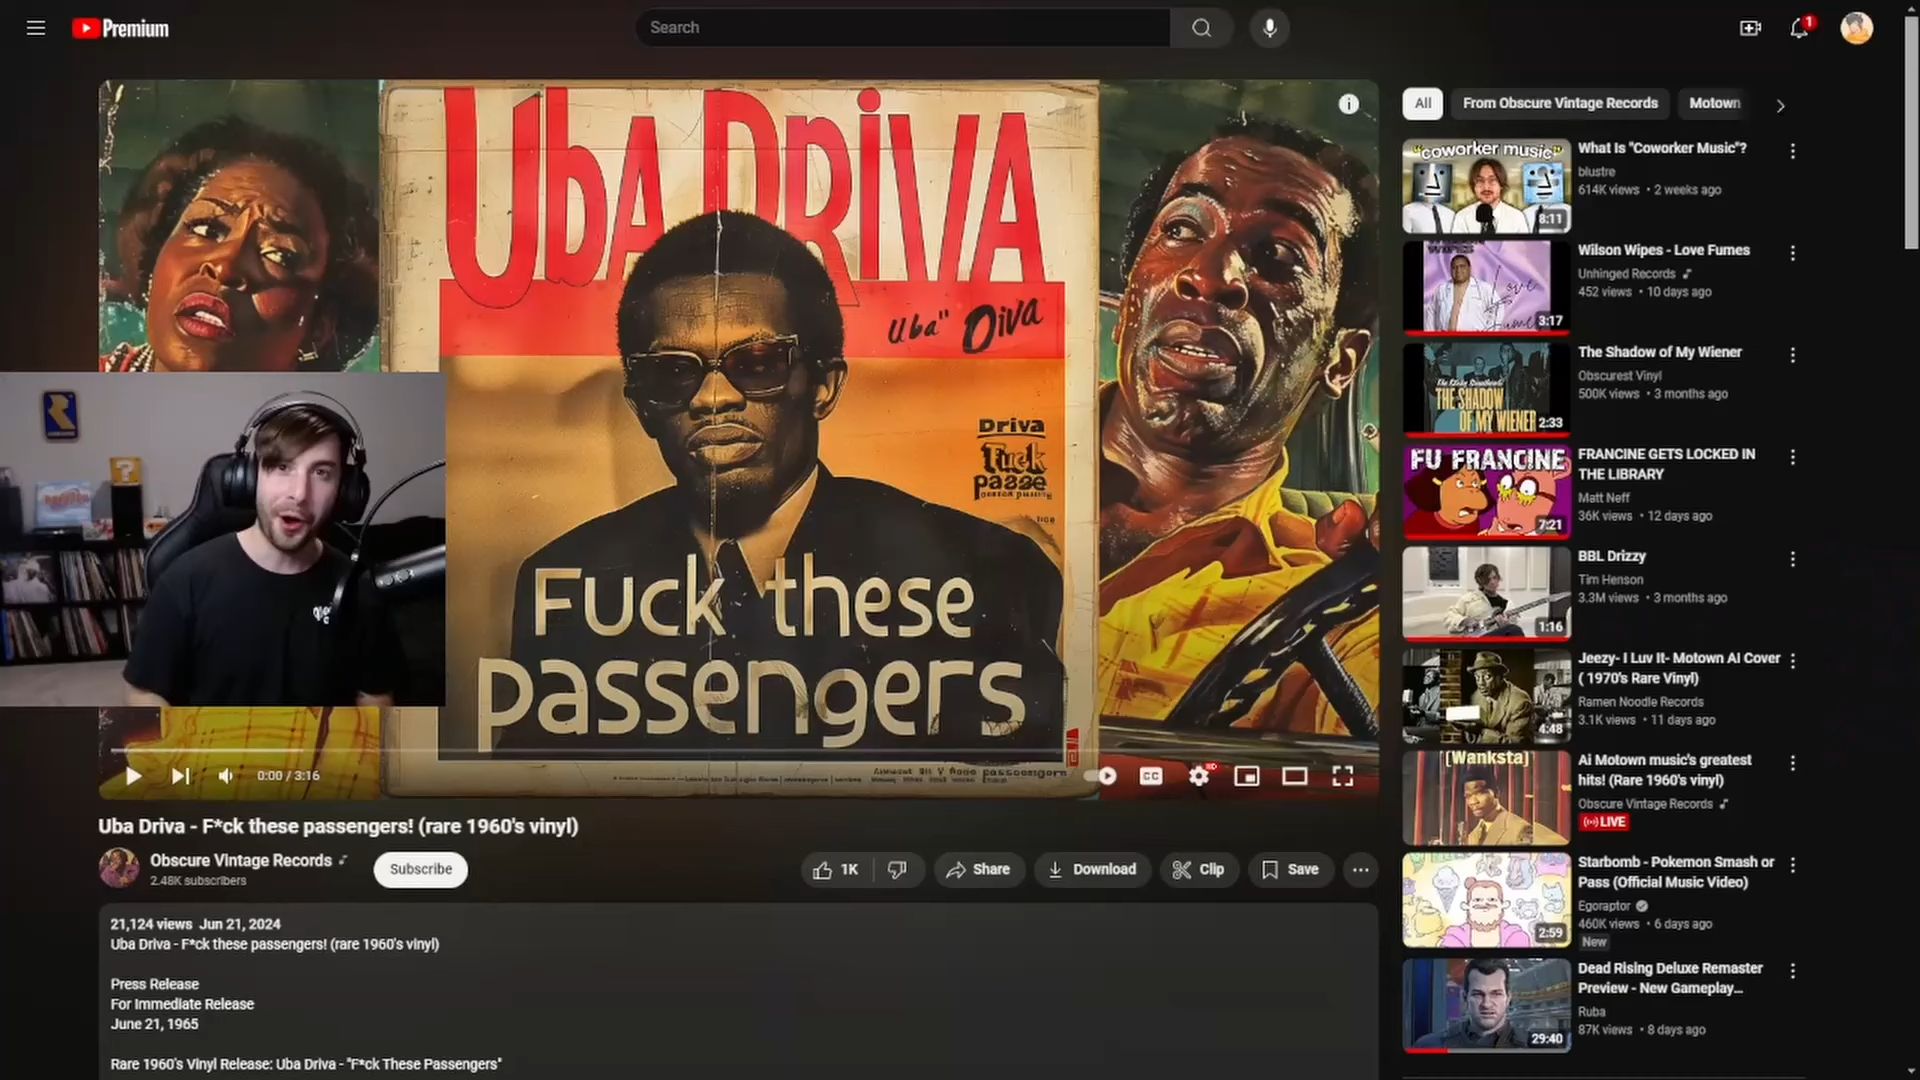 Premium
Search
1
UbA DRiVA
uba" Diva
Driva
Fuck
passe
Fuck these
passengers
0:00 / 3:16
CC
HD
Uba Driva - F*ck these passengers! (rare 1960's vinyl)
Obscure Vintage Records
2.48K subscribers
Subscribe
1K
Share
Download
Clip
Save
21,124 views Jun 21, 2024
Uba Driva - F*ck these passengers! (rare 1960's vinyl)
Press Release
For Immediate Release
June 21, 1965
Rare 1960's Vinyl Release: Uba Driva - "F*ck These Passengers"
All
From Obscure Vintage Records
Motown
"coworker music"
8:11
What Is "Coworker Music"?
blustre
614K views • 2 weeks ago
3:17
Wilson Wipes - Love Fumes
Unhinged Records
452 views • 10 days ago
THE SHADOW
OF MY WIENER
2:33
The Shadow of My Wiener
Obscurest Vinyl
500K views • 3 months ago
FU FRANCINE
7:21
FRANCINE GETS LOCKED IN
THE LIBRARY
Matt Neff
36K views • 12 days ago
1:16
BBL Drizzy
Tim Henson
3.3M views • 3 months ago
4:48
Jeezy- I Luv It- Motown AI Cover
( 1970's Rare Vinyl)
Ramen Noodle Records
3.1K views • 11 days ago
[Wanksta]
Ai Motown music's greatest
hits! (Rare 1960's vinyl)
Obscure Vintage Records
LIVE
2:59
Starbomb - Pokemon Smash or
Pass (Official Music Video)
Egoraptor
460K views • 6 days ago
New
29:40
Dead Rising Deluxe Remaster
Preview - New Gameplay...
Ruba
87K views • 8 days ago